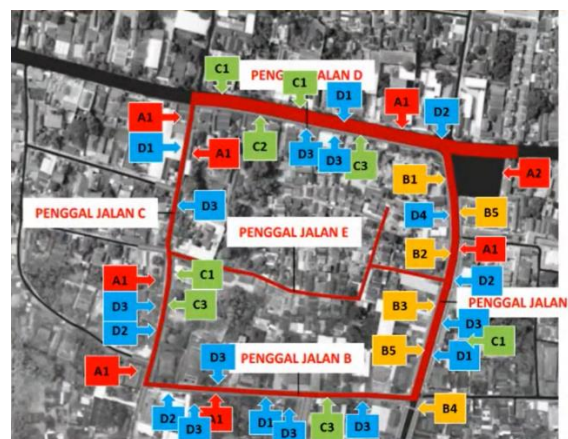 C1
PENGGAL JALAN D
C1
D1
A1
D2
A1
D1
A1
C2
D3
D3
C3
B1
A2
D3
PENGGAL JALAN C
PENGGAL JALAN E
D4
B5
B2
A1
C1
A1
D3
C3
D2
D2
B3
PENGGAL JALAN
D3
C1
B5
D1
A1
D3
PENGGAL JALAN B
D2
D3
A1
D1
D3
C3
D3
B4